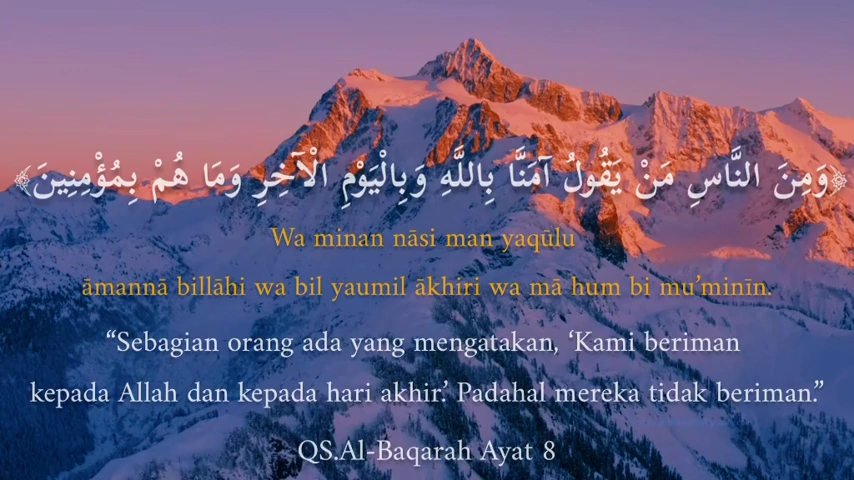 ﴿وَمِنَ النَّاسِ مَنْ يَقُولُ آمَنَّا بِاللَّهِ وَبِالْيَوْمِ الْآخِرِ وَمَا هُمْ بِمُؤْمِنِينَ﴾
Wa minan nāsi man yaqūlu
āmannā billāhi wa bil yaumil ākhiri wa mā hum bi mu’minīn.
“Sebagian orang ada yang mengatakan, ‘Kami beriman
kepada Allah dan kepada hari akhir.’ Padahal mereka tidak beriman.”
QS.Al-Baqarah Ayat 8